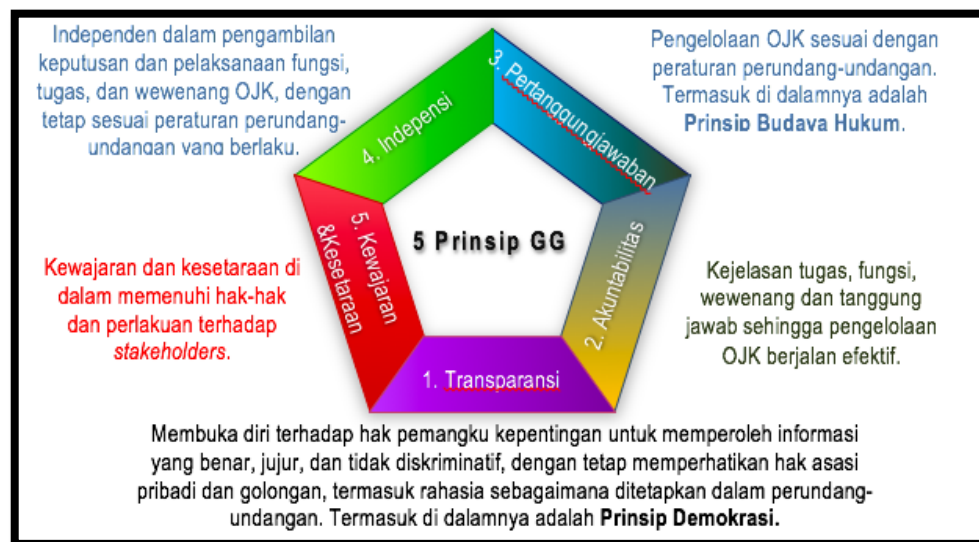 Independen dalam pengambilan
keputusan dan pelaksanaan fungsi,
tugas, dan wewenang OJK, dengan
tetap sesuai peraturan perundang-
undangan yang berlaku.
Pengelolaan OJK sesuai dengan
peraturan perundang-undangan.
Termasuk di dalamnya adalah
Prinsip Budaya Hukum.
4. Independi
3. Pertanggungjawaban
5 Prinsip GG
5. Kewajaran
&Kesetaraan
2. Akuntabilitas
1. Transparansi
Kewajaran dan kesetaraan di
dalam memenuhi hak-hak
dan perlakuan terhadap
stakeholders.
Kejelasan tugas, fungsi,
wewenang dan tanggung
jawab sehingga pengelolaan
OJK berjalan efektif.
Membuka diri terhadap hak pemangku kepentingan untuk memperoleh informasi
yang benar, jujur, dan tidak diskriminatif, dengan tetap memperhatikan hak asasi
pribadi dan golongan, termasuk rahasia sebagaimana ditetapkan dalam perundang-
undangan. Termasuk di dalamnya adalah Prinsip Demokrasi.